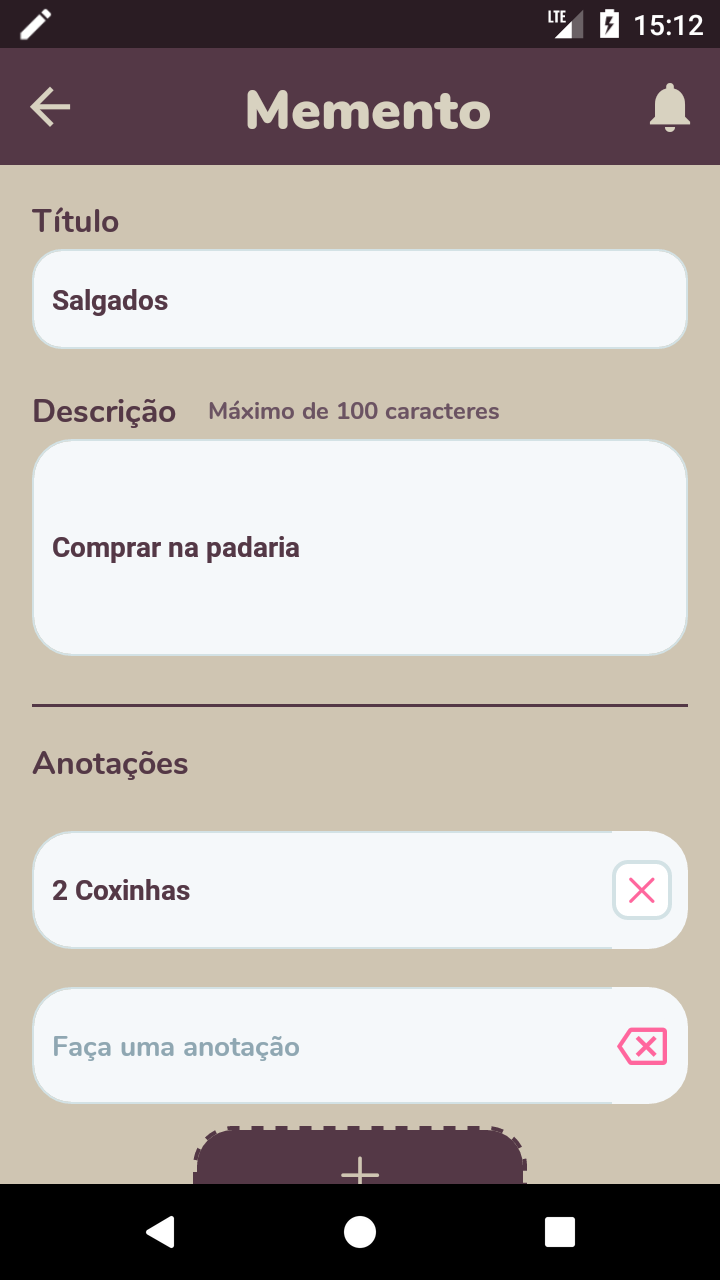 LTE 15:12
Memento
Título
Salgados
Descrição Máximo de 100 caracteres
Comprar na padaria
Anotações
2 Coxinhas
Faça uma anotação